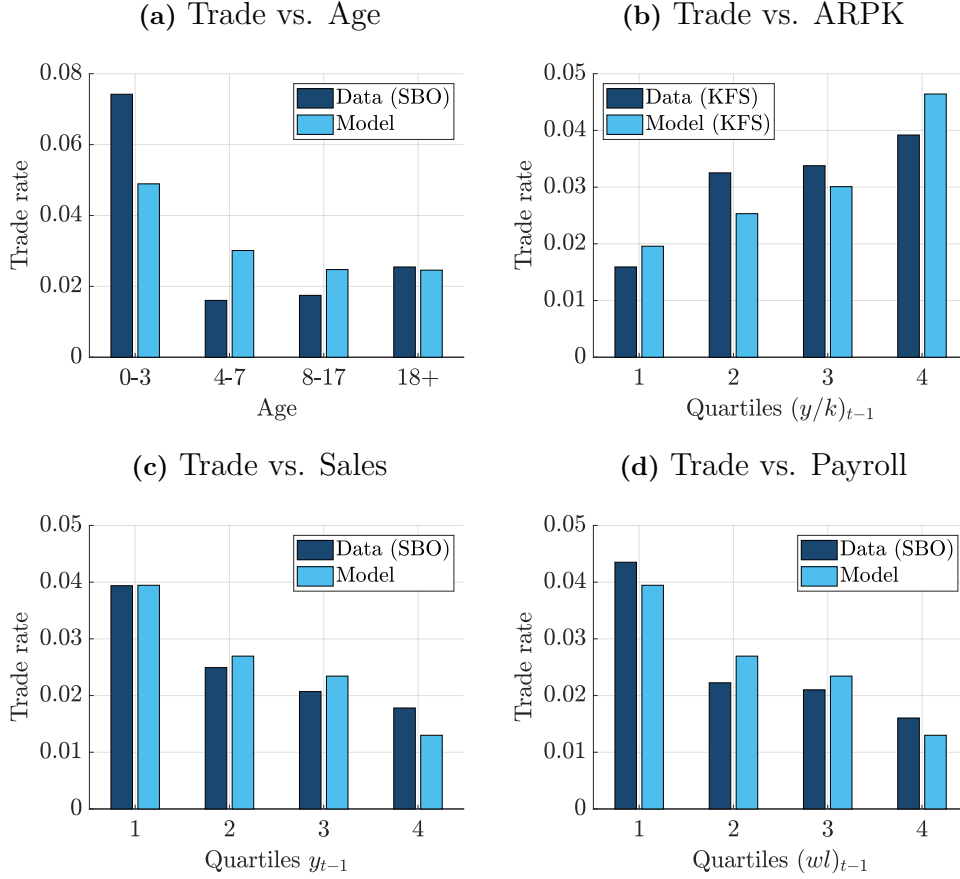 (a) Trade vs. Age
0.08
0.06
0.04
0.02
0
Trade rate
Data (SBO)
Model
0-3 4-7 8-17 18+
Age
(b) Trade vs. ARPK
0.05
0.04
0.03
0.02
0.01
0
Trade rate
Data (KFS)
Model (KFS)
1 2 3 4
Quartiles (y/k)t−1
(c) Trade vs. Sales
0.05
0.04
0.03
0.02
0.01
0
Trade rate
Data (SBO)
Model
1 2 3 4
Quartiles yt−1
(d) Trade vs. Payroll
0.05
0.04
0.03
0.02
0.01
0
Trade rate
Data (SBO)
Model
1 2 3 4
Quartiles (wl)t−1